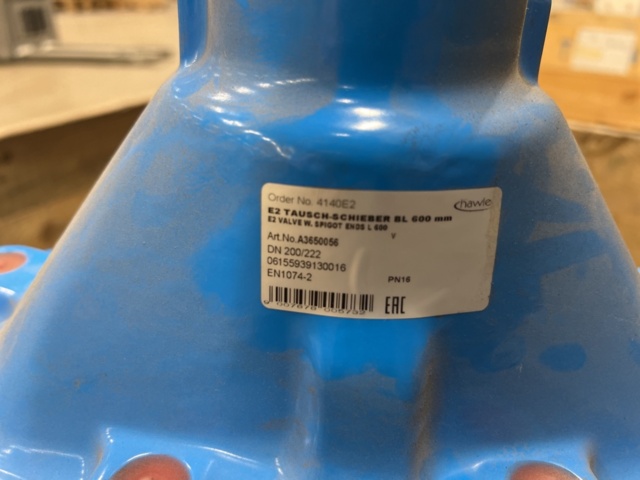 Order No. 4140E2
hawle
E2 TAUSCH-SCHIEBER BL 600 mm
E2 VALVE W. SPIGOT ENDS L 600
V
Art.No.A3650056
DN 200/222
06155939130016
EN1074-2
PN16
EAC